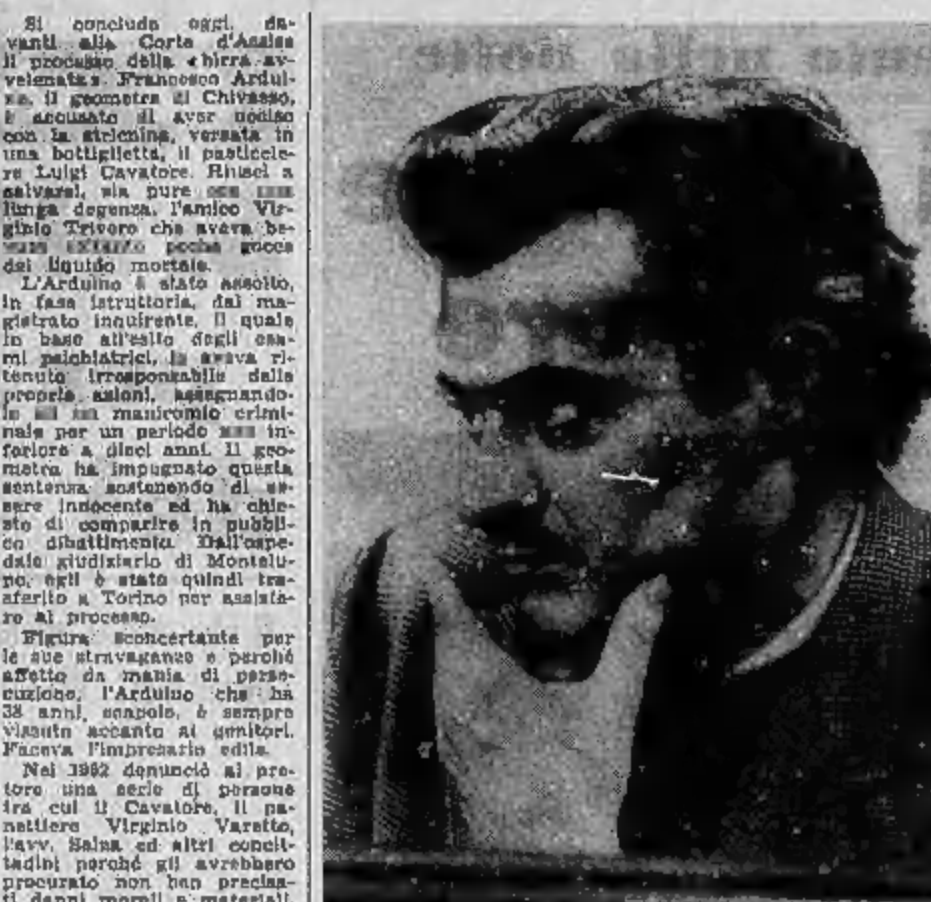 Si conclude oggi, da-
vanti alla Corte d'Assise
il processo della «birra av-
velenata». Francesco Ardui-
no, il geometra di Chivasso,
è accusato di aver ucciso
con la stricnina, versata in
una bottiglietta, il pasticcie-
re Luigi Cavatore. Riuscì a
salvarsi, sia pure
lunga degenza, l'amico Vir-
ginio Trivero che aveva be-
poche gocce
del liquido mortale.
L'Arduino è stato assolto,
in fase istruttoria, dal ma-
gistrato inquirente, il quale
in base all'esito degli esa-
mi psichiatrici, lo aveva ri-
tenuto irresponsabile delle
proprie azioni, assegnando-
lo manicomio crimi-
nale per un periodo in-
feriore a dieci anni. Il geo-
metra ha impugnato questa
sentenza sostenendo di es-
sere innocente ed ha chie-
sto di comparire in pubbli-
co dibattimento. Dall'ospe-
dale giudiziario di Montelu-
po, egli è stato quindi tra-
sferito a Torino per assiste-
re al processo.
Figura sconcertante per
le sue stravaganze e perché
affetto da mania di perse-
cuzione, l'Arduino che ha
38 anni, scapolo, è sempre
vissuto accanto ai genitori.
Faceva l'impresario edile.
Nel 1962 denunciò al pre-
tore una serie di persone
tra cui il Cavatore, il pa-
nettiere Virginio Varetto,
l'avv. Salza ed altri concit-
tadini perché gli avrebbero
procurato non ben precisa-
ti danni morali e materiali.